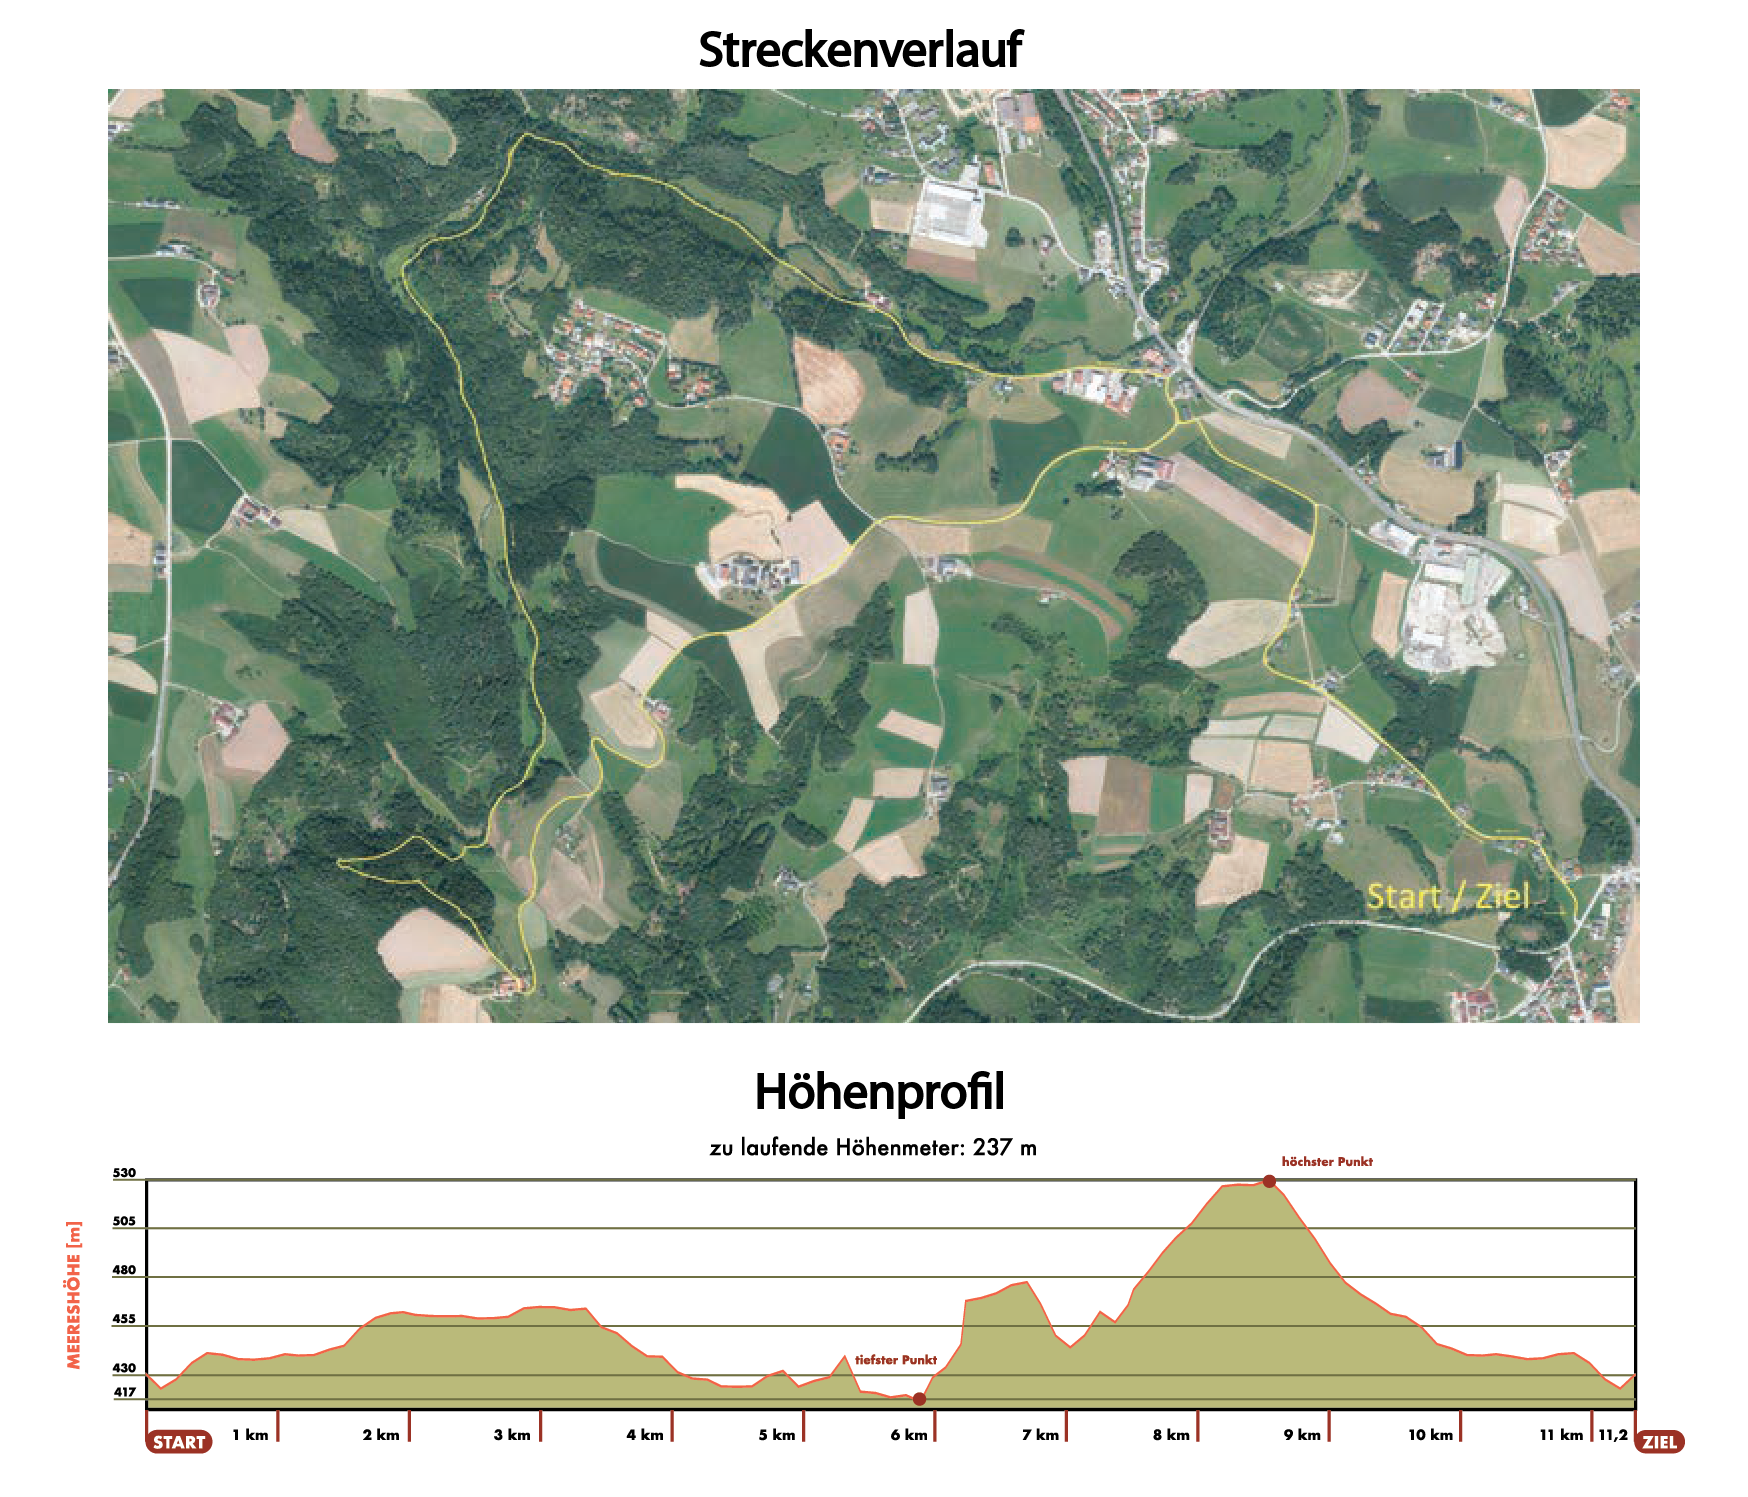 Streckenverlauf
Start / Ziel
Höhenprofil
zu laufende Höhenmeter: 237 m
höchster Punkt
tiefster Punkt
MEERESHÖHE [m]
530
505
480
455
430
417
START
1 km
2 km
3 km
4 km
5 km
6 km
7 km
8 km
9 km
10 km
11 km
11,2
ZIEL